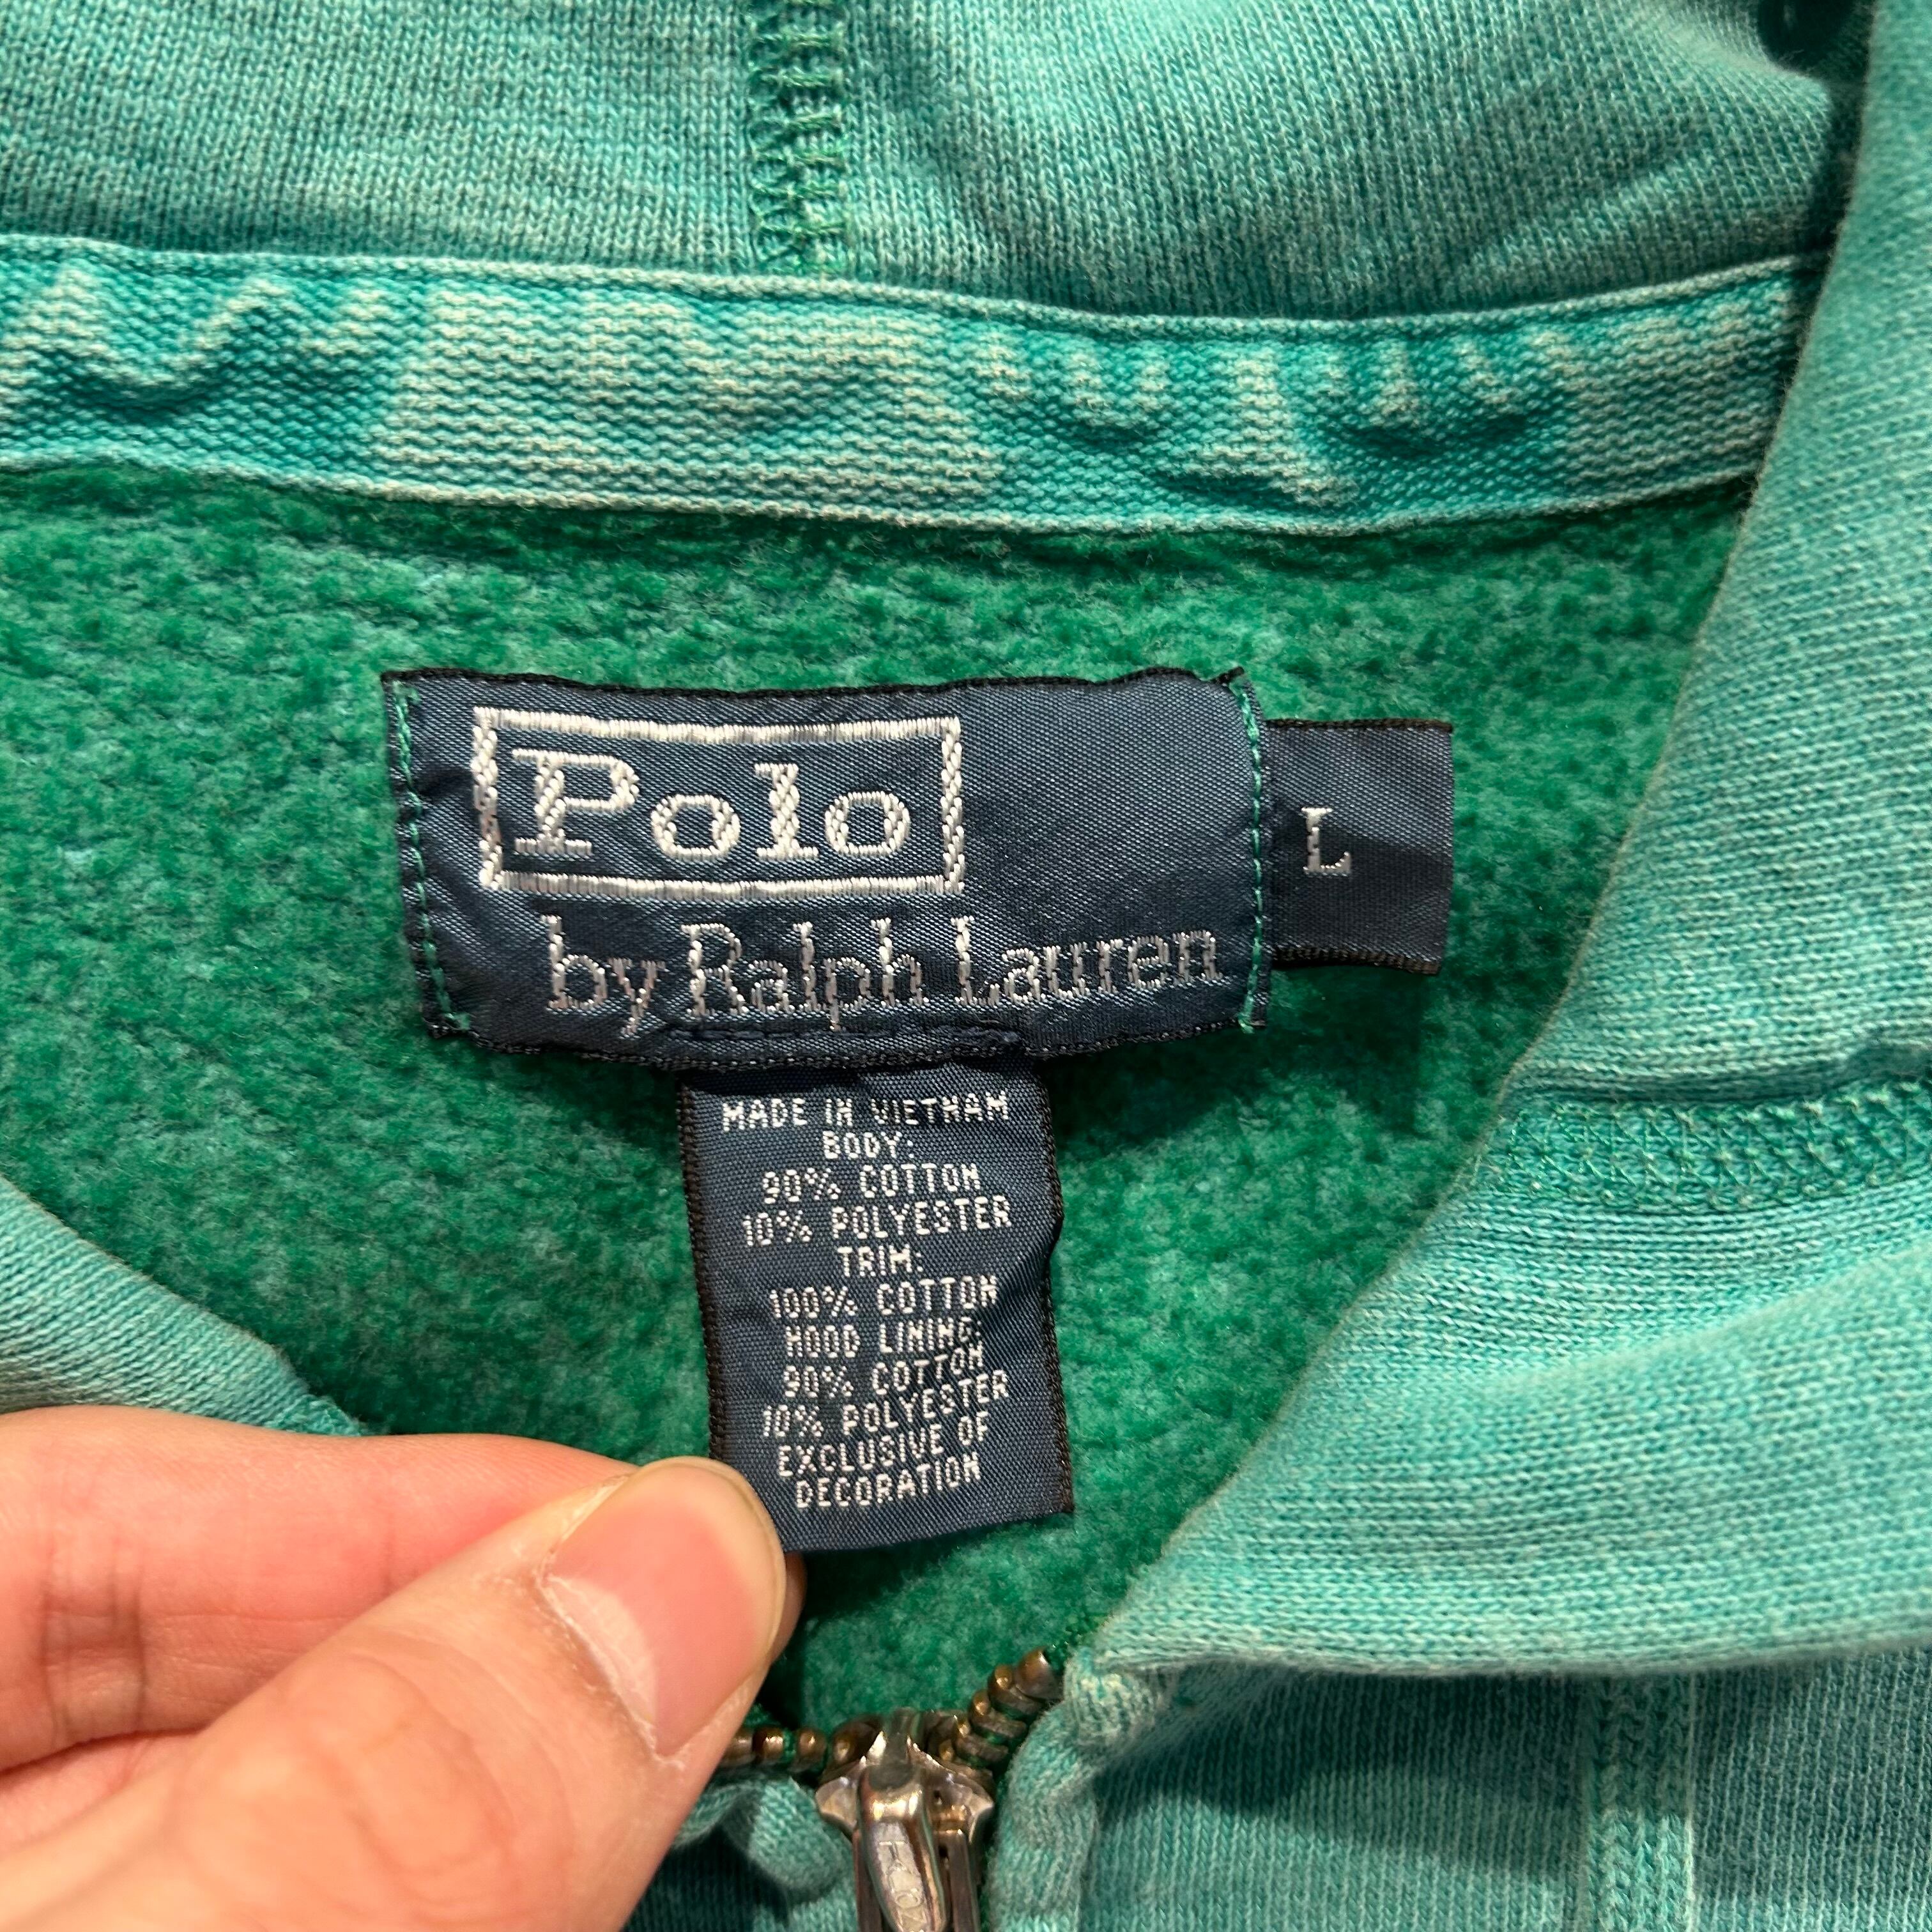 Polo
by Ralph Lauren
L
MADE IN VIETNAM
BODY:
90% COTTON
10% POLYESTER
TRIM:
100% COTTON
HOOD LINING:
90% COTTON
10% POLYESTER
EXCLUSIVE OF
DECORATION